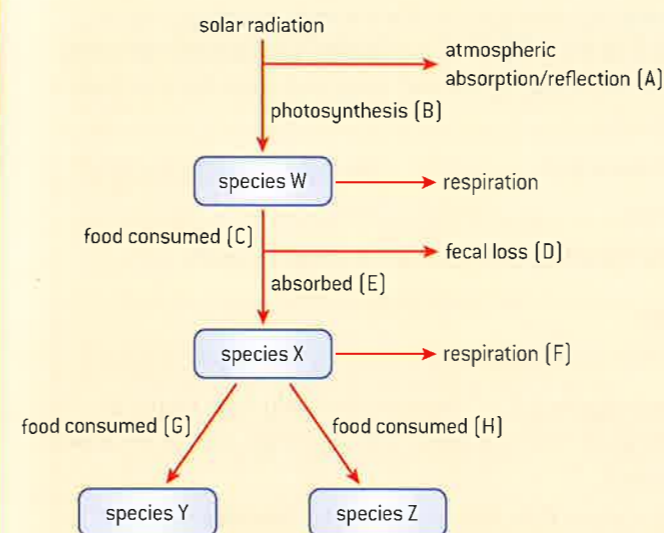 solar radiation
atmospheric
absorption/reflection (A)
photosynthesis (B)
species W
respiration
food consumed (C)
fecal loss (D)
absorbed (E)
species X
respiration (F)
food consumed (G)
food consumed (H)
species Y
species Z